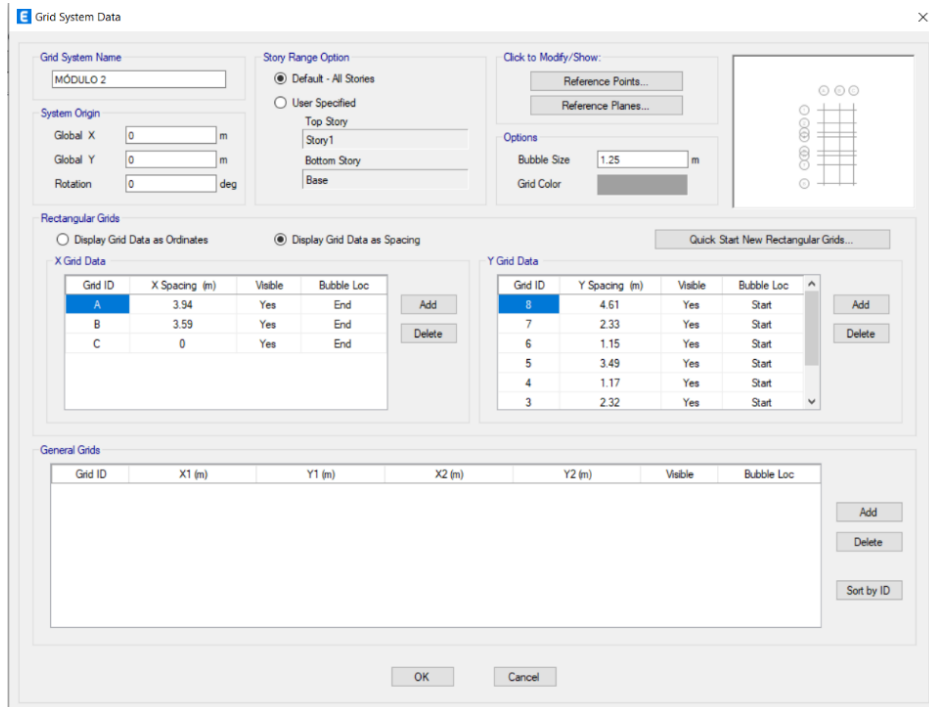 E Grid System Data
Grid System Name
MÓDULO 2
System Origin
Global X 0 m
Global Y 0 m
Rotation 0 deg
Story Range Option
Default - All Stories
User Specified
Top Story
Story1
Bottom Story
Base
Click to Modify/Show:
Reference Points...
Reference Planes...
Options
Bubble Size 1.25 m
Grid Color
Rectangular Grids
Display Grid Data as Ordinates
Display Grid Data as Spacing
Quick Start New Rectangular Grids...
X Grid Data
Grid ID X Spacing (m) Visible Bubble Loc
A 3.94 Yes End
B 3.59 Yes End
C 0 Yes End
Add
Delete
Y Grid Data
Grid ID Y Spacing (m) Visible Bubble Loc
8 4.61 Yes Start
7 2.33 Yes Start
6 1.15 Yes Start
5 3.49 Yes Start
4 1.17 Yes Start
3 2.32 Yes Start
Add
Delete
General Grids
Grid ID X1 (m) Y1 (m) X2 (m) Y2 (m) Visible Bubble Loc
Add
Delete
Sort by ID
OK
Cancel